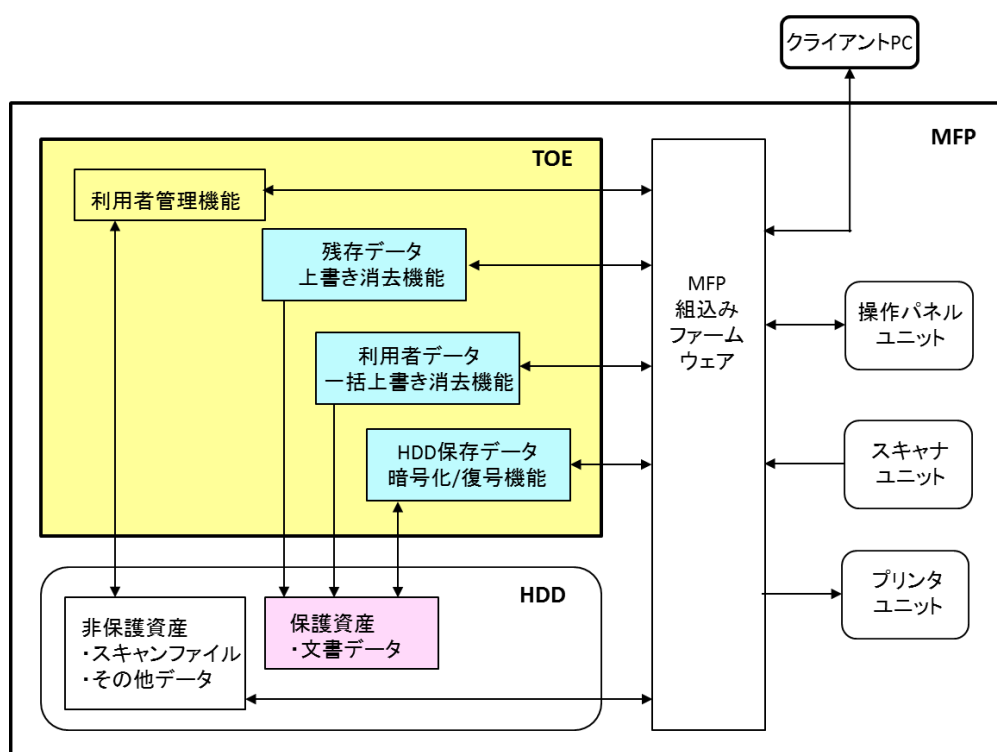 クライアントPC
MFP
TOE
利用者管理機能
残存データ
上書き消去機能
利用者データ
一括上書き消去機能
HDD保存データ
暗号化/復号機能
MFP
組込み
ファーム
ウェア
操作パネル
ユニット
スキャナ
ユニット
プリンタ
ユニット
HDD
非保護資産
・スキャンファイル
・その他データ
保護資産
・文書データ